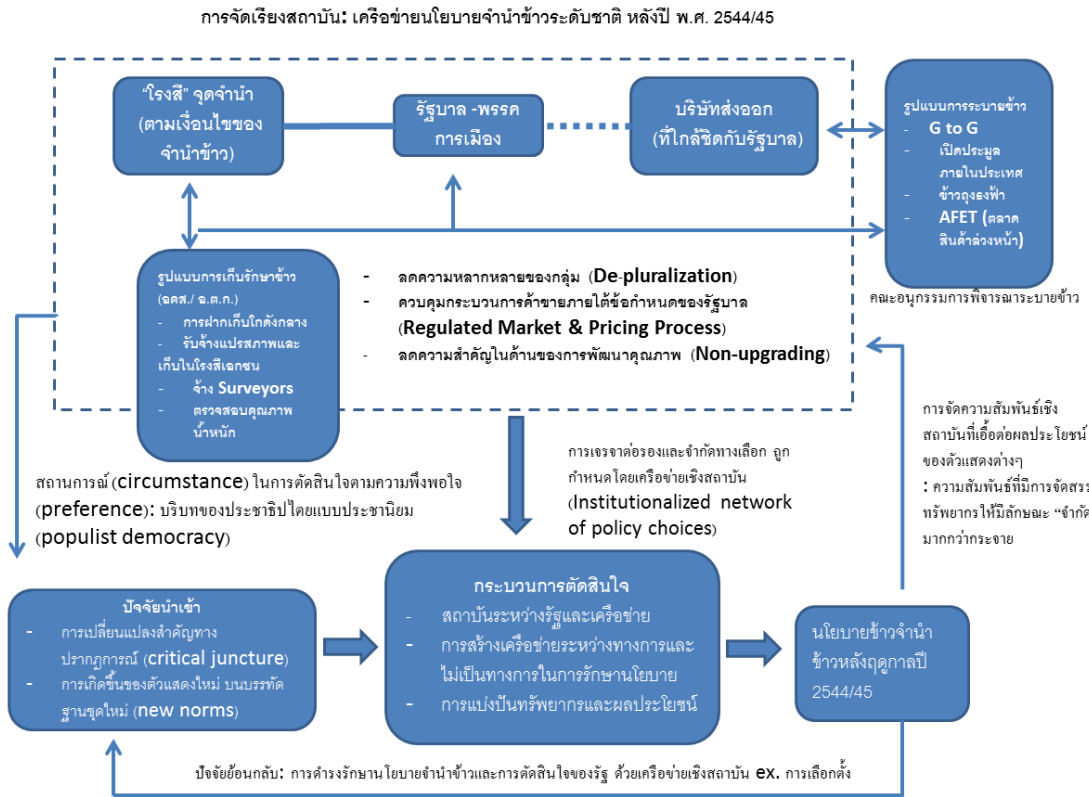 การจัดเรียงสถาบัน: เครือข่ายนโยบายจำนำข้าวระดับชาติ หลังปี พ.ศ. 2544/45
“โรงสี” จุดจำนำ
(ตามเงื่อนไขของ
จำนำข้าว)
รัฐบาล -พรรค
การเมือง
บริษัทส่งออก
(ที่ใกล้ชิดกับรัฐบาล)
รูปแบบการระบายข้าว
- G to G
- เปิดประมูล
ภายในประเทศ
- ข้าวถุงธงฟ้า
- AFET (ตลาด
สินค้าล่วงหน้า)
คณะอนุกรรมการพิจารณาระบายข้าว
รูปแบบการเก็บรักษาข้าว
(อคส./ อ.ต.ก.)
- การฝากเก็บโกดังกลาง
- รับจ้างแปรสภาพและ
เก็บในโรงสีเอกชน
- จ้าง Surveyors
- ตรวจสอบคุณภาพ
น้ำหนัก
- ลดความหลากหลายของกลุ่ม (De-pluralization)
- ควบคุมกระบวนการค้าขายภายใต้ข้อกำหนดของรัฐบาล
(Regulated Market & Pricing Process)
- ลดความสำคัญในด้านของการพัฒนาคุณภาพ (Non-upgrading)
สถานการณ์ (circumstance) ในการตัดสินใจตามความพึงพอใจ
(preference): บริบทของประชาธิปไตยแบบประชานิยม
(populist democracy)
การเจรจาต่อรองและจำกัดทางเลือก ถูก
กำหนดโดยเครือข่ายเชิงสถาบัน
(Institutionalized network
of policy choices)
การจัดความสัมพันธ์เชิง
สถาบันที่เอื้อต่อผลประโยชน์
ของตัวแสดงต่างๆ
: ความสัมพันธ์ที่มีการจัดสรร
ทรัพยากรให้มีลักษณะ “จำกัด
มากกว่ากระจาย
ปัจจัยนำเข้า
- การเปลี่ยนแปลงสำคัญทาง
ปรากฏการณ์ (critical juncture)
- การเกิดขึ้นของตัวแสดงใหม่ บนบรรทัด
ฐานชุดใหม่ (new norms)
กระบวนการตัดสินใจ
- สถาบันระหว่างรัฐและเครือข่าย
- การสร้างเครือข่ายระหว่างทางการและ
ไม่เป็นทางการในการรักษานโยบาย
- การแบ่งปันทรัพยากรและผลประโยชน์
นโยบายข้าวจำนำ
ข้าวหลังฤดูกาลปี
2544/45
ปัจจัยย้อนกลับ: การดำรงรักษานโยบายจำนำข้าวและการตัดสินใจของรัฐ ด้วยเครือข่ายเชิงสถาบัน ex. การเลือกตั้ง